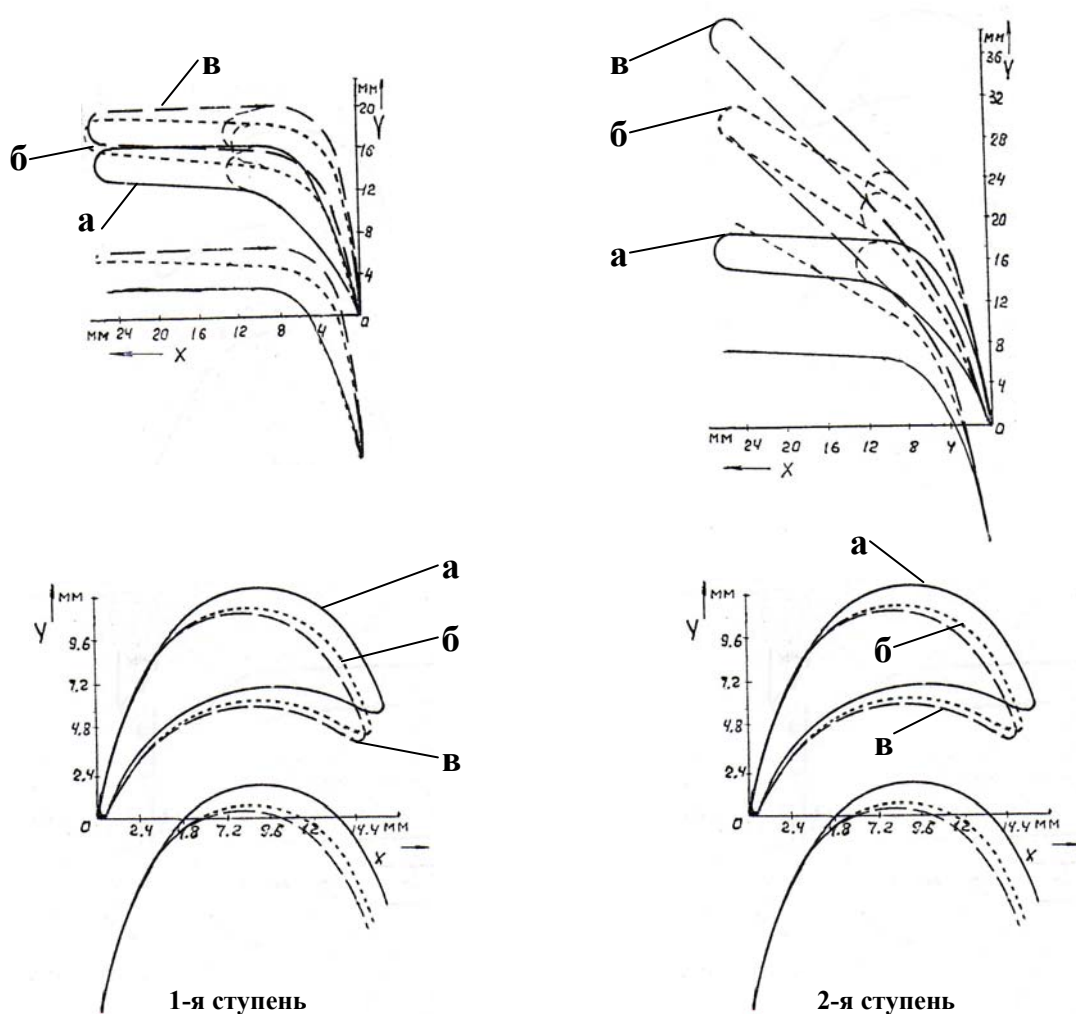 в
б
а
мм
20
У
16
12
8
4
0
мм 24 20 16 12 8 4
Х
в
б
а
мм
36
У
32
28
24
20
16
12
8
4
0
мм 24 20 16 12 8 4
Х
а
б
в
У
мм
9.6
7.2
4.8
2.4
0
2.4 4.8 7.2 9.6 12 14.4 мм
Х
1-я ступень
а
б
в
У
мм
9.6
7.2
4.8
2.4
0
2.4 4.8 7.2 9.6 12 14.4 мм
Х
2-я ступень